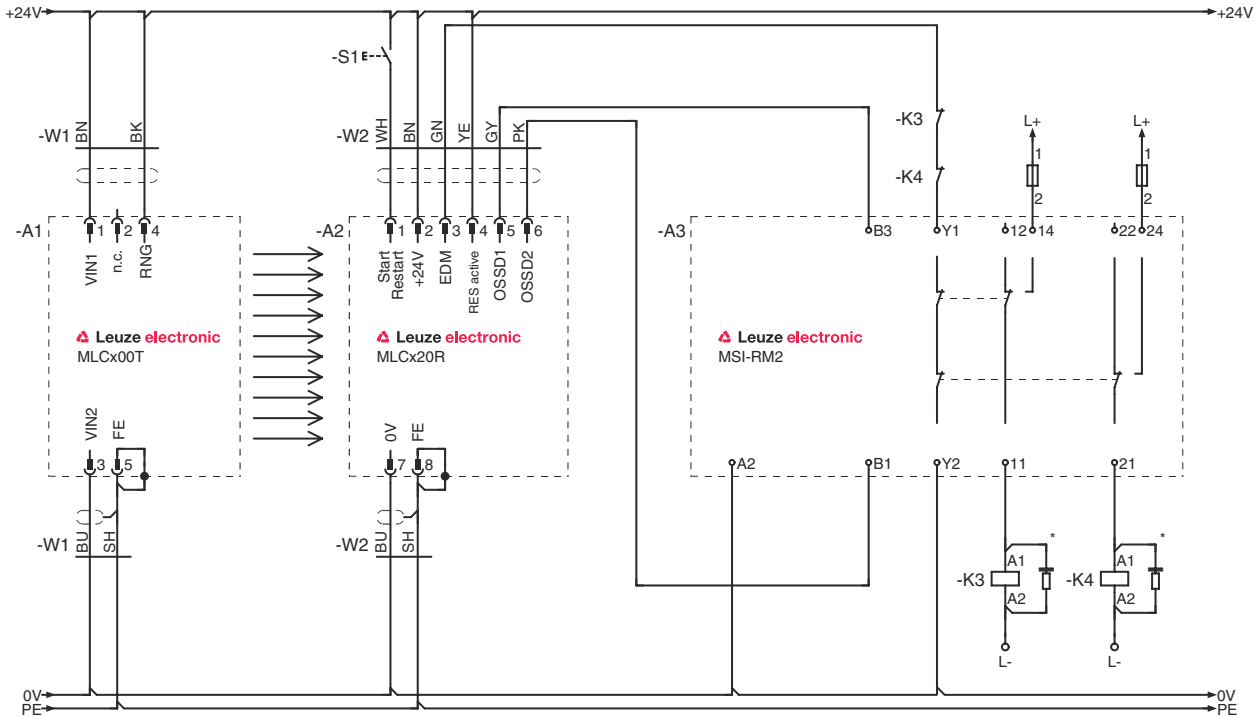 +24V +24V
-S1
-W1 BN BK
-W2 WH BN GN YE GY PK
-K3
-K4
L+ L+
1 1
2 2
-A1 1 2 4
VIN1 n.c. RNG
-A2 1 2 3 4 5 6
Start Restart +24V EDM RES active OSSD1 OSSD2
-A3 B3 Y1 12 14 22 24
Leuze electronic
MLCx00T
Leuze electronic
MLCx20R
Leuze electronic
MSI-RM2
VIN2 FE
3 5
0V FE
7 8
A2 B1 Y2 11 21
-W1 BU SH
-W2 BU SH
* *
-K3 A1 A2
-K4 A1 A2
L- L-
0V 0V
PE PE